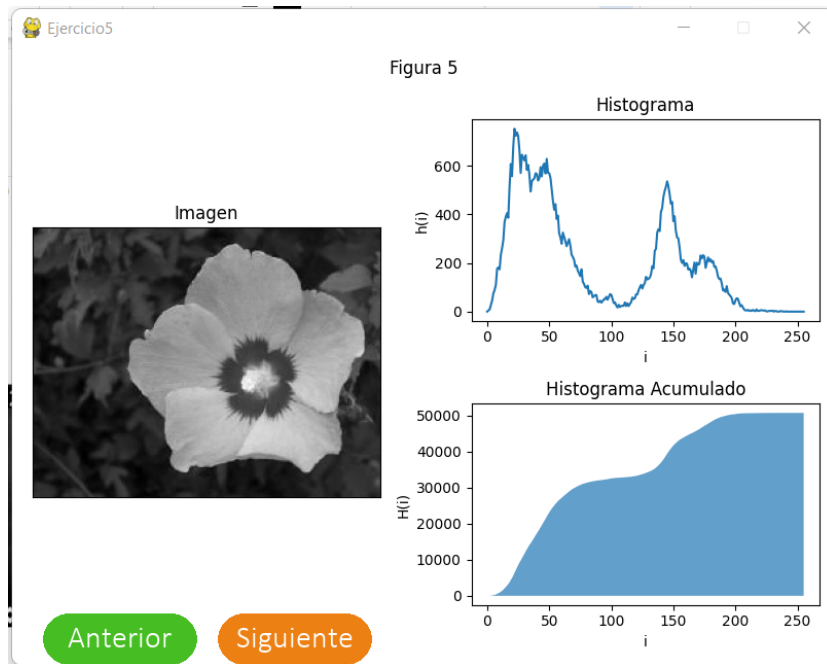 Ejercicio5
Figura 5
Imagen
Histograma
h(i)
600
400
200
0
0 50 100 150 200 250
i
Histograma Acumulado
H(i)
50000
40000
30000
20000
10000
0
0 50 100 150 200 250
i
Anterior
Siguiente